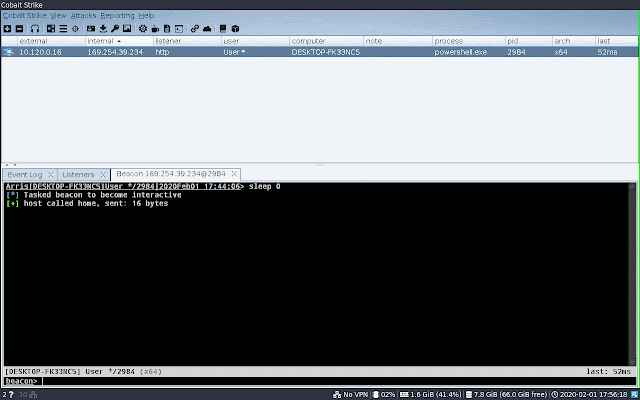 Cobalt Strike
Cobalt Strike View Attacks Reporting Help
external internal listener user computer note process pid arch last
10.120.0.16 169.254.39.234 http User * DESKTOP-FK33NC5 powershell.exe 2984 x64 52ms
Event Log X Listeners X Beacon 169.254.39.234@2984 X
Arris[DESKTOP-FK33NC5]User */2984|2020Feb01 17:44:06> sleep 0
[*] Tasked beacon to become interactive
[+] host called home, sent: 16 bytes
[DESKTOP-FK33NC5] User */2984 (x64) last: 52ms
beacon>
2 ? 10 No VPN 02% 1.6 GiB (41.4%) 7.8 GiB (66.0 GiB free) 2020-02-01 17:56:18